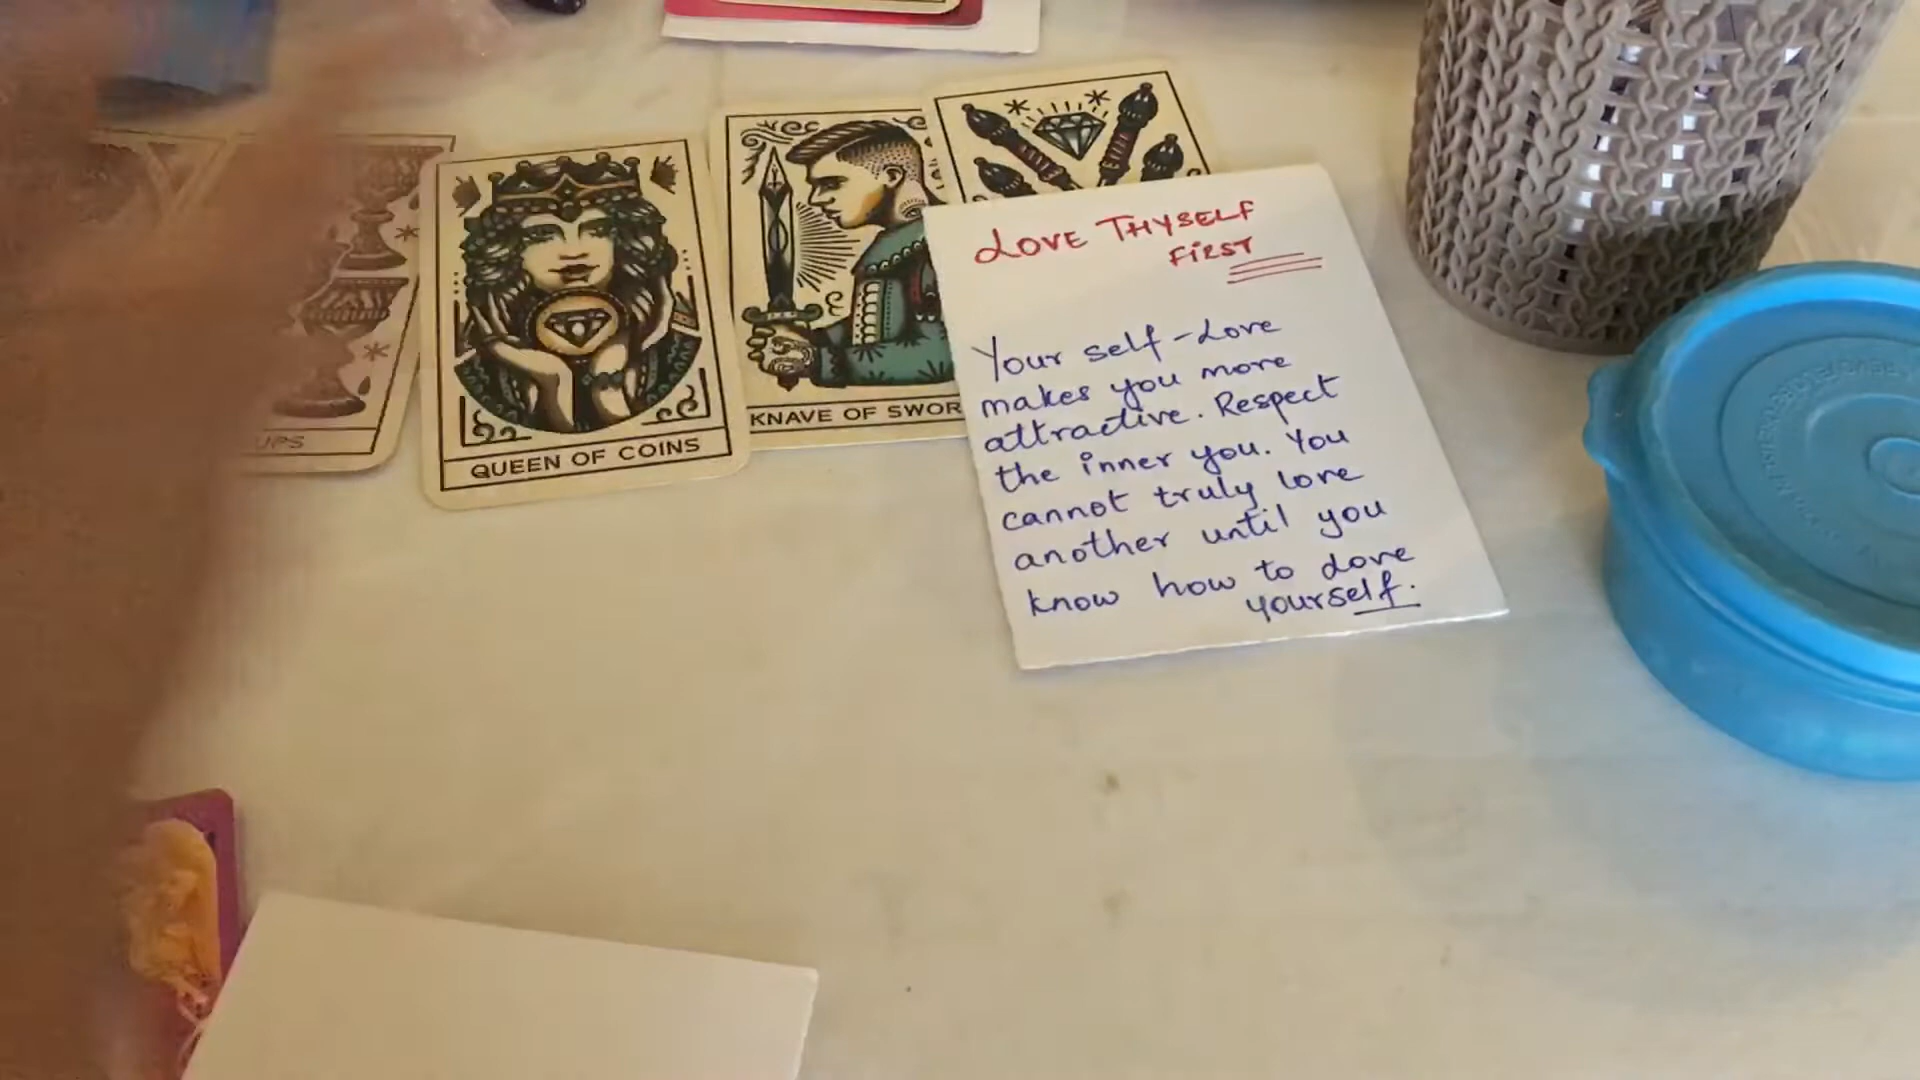 UPS
QUEEN OF COINS
KNAVE OF SWOR
LOVE THYSELF
FIRST
Your self-Love
makes you more
attractive. Respect
the inner you. You
cannot truly love
another until you
know how to Love
yourself.